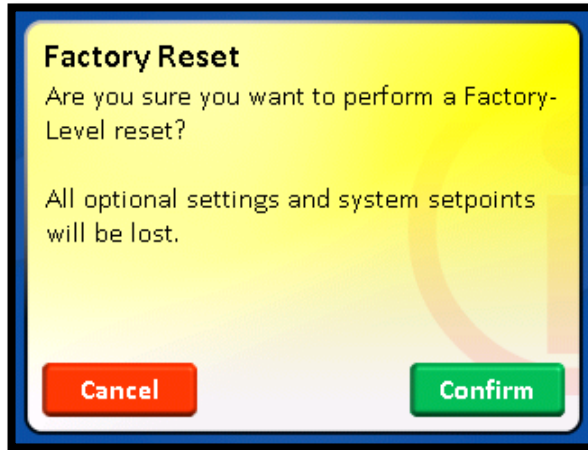 Factory Reset
Are you sure you want to perform a Factory-
Level reset?
All optional settings and system setpoints
will be lost.
Cancel
Confirm